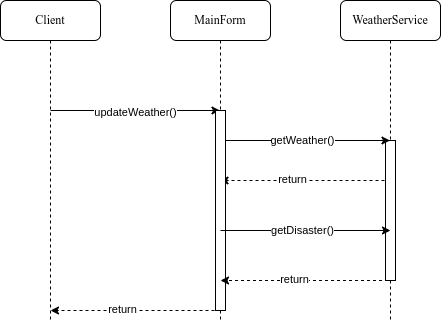 Client
MainForm
WeatherService
updateWeather()
getWeather()
return
getDisaster()
return
return